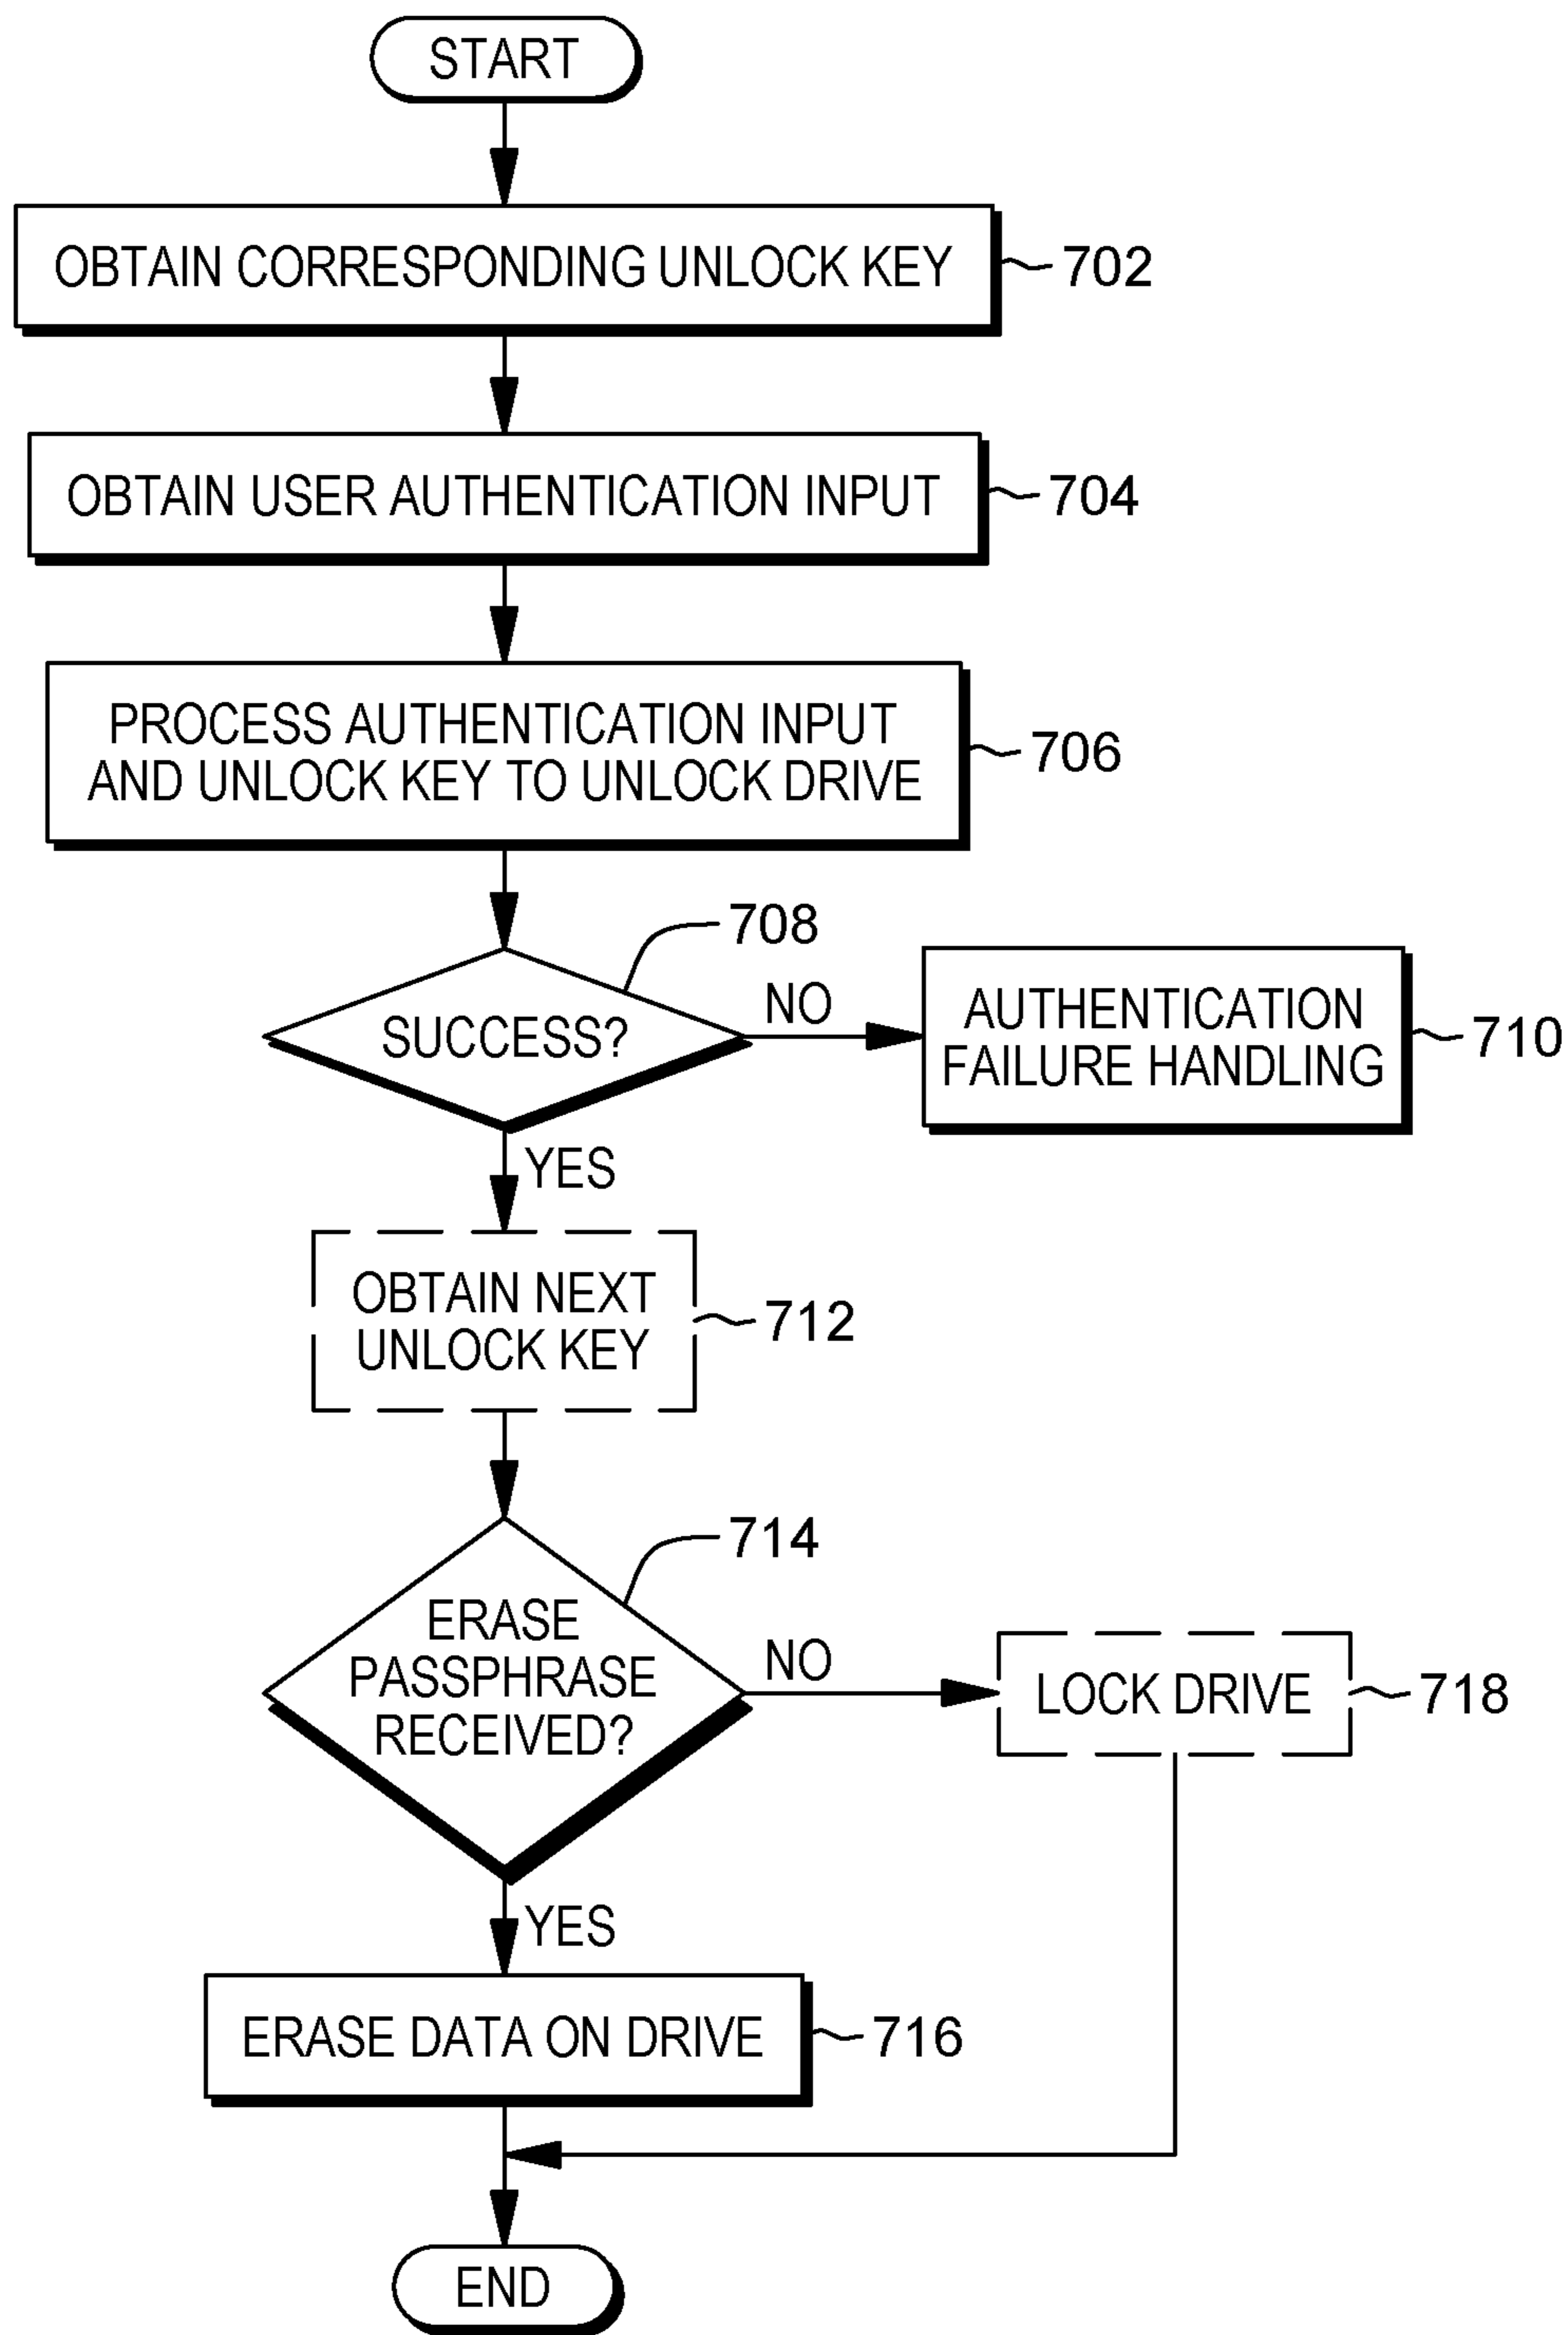 START
OBTAIN CORRESPONDING UNLOCK KEY
702
OBTAIN USER AUTHENTICATION INPUT
704
PROCESS AUTHENTICATION INPUT
AND UNLOCK KEY TO UNLOCK DRIVE
706
708
SUCCESS?
NO
AUTHENTICATION
FAILURE HANDLING
710
YES
OBTAIN NEXT
UNLOCK KEY
712
714
ERASE
PASSPHRASE
RECEIVED?
NO
LOCK DRIVE
718
YES
ERASE DATA ON DRIVE
716
END